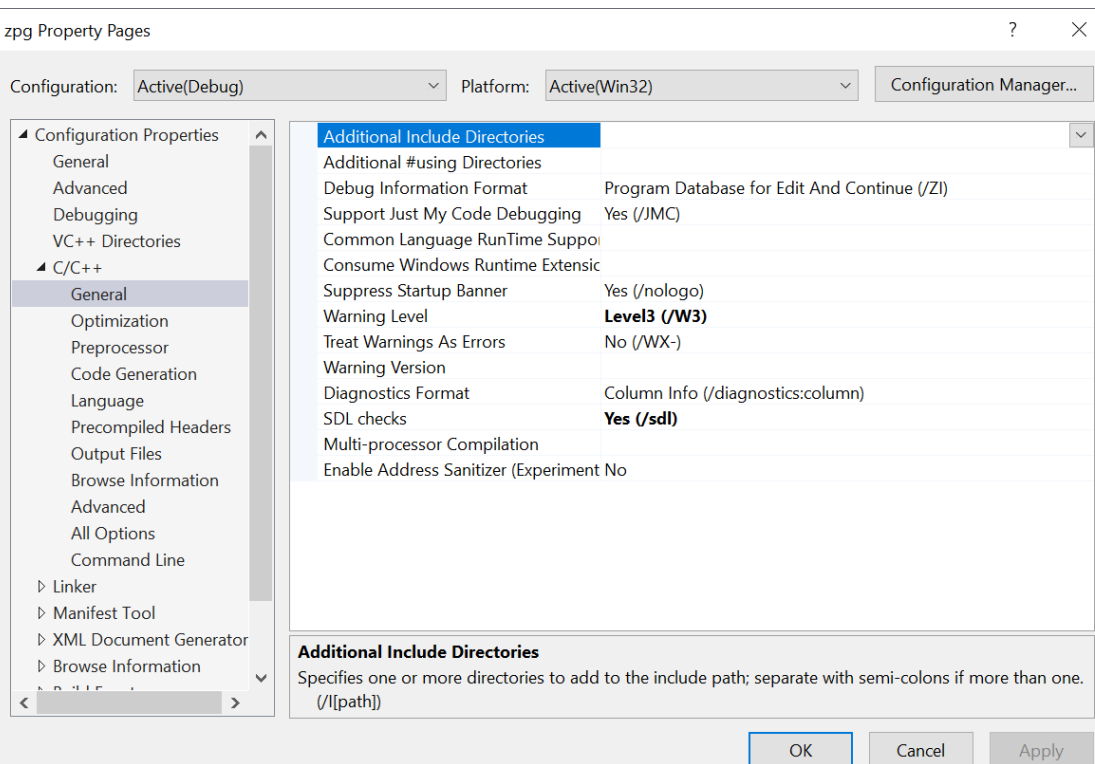 zpg Property Pages ?
Configuration: Active(Debug) Platform: Active(Win32) Configuration Manager...
Configuration Properties
General
Advanced
Debugging
VC++ Directories
C/C++
General
Optimization
Preprocessor
Code Generation
Language
Precompiled Headers
Output Files
Browse Information
Advanced
All Options
Command Line
Linker
Manifest Tool
XML Document Generator
Browse Information
Additional Include Directories
Additional #using Directories
Debug Information Format Program Database for Edit And Continue (/ZI)
Support Just My Code Debugging Yes (/JMC)
Common Language RunTime Suppo
Consume Windows Runtime Extensic
Suppress Startup Banner Yes (/nologo)
Warning Level Level3 (/W3)
Treat Warnings As Errors No (/WX-)
Warning Version
Diagnostics Format Column Info (/diagnostics:column)
SDL checks Yes (/sdl)
Multi-processor Compilation
Enable Address Sanitizer (Experiment No
Additional Include Directories
Specifies one or more directories to add to the include path; separate with semi-colons if more than one.
(/I[path])
OK Cancel Apply